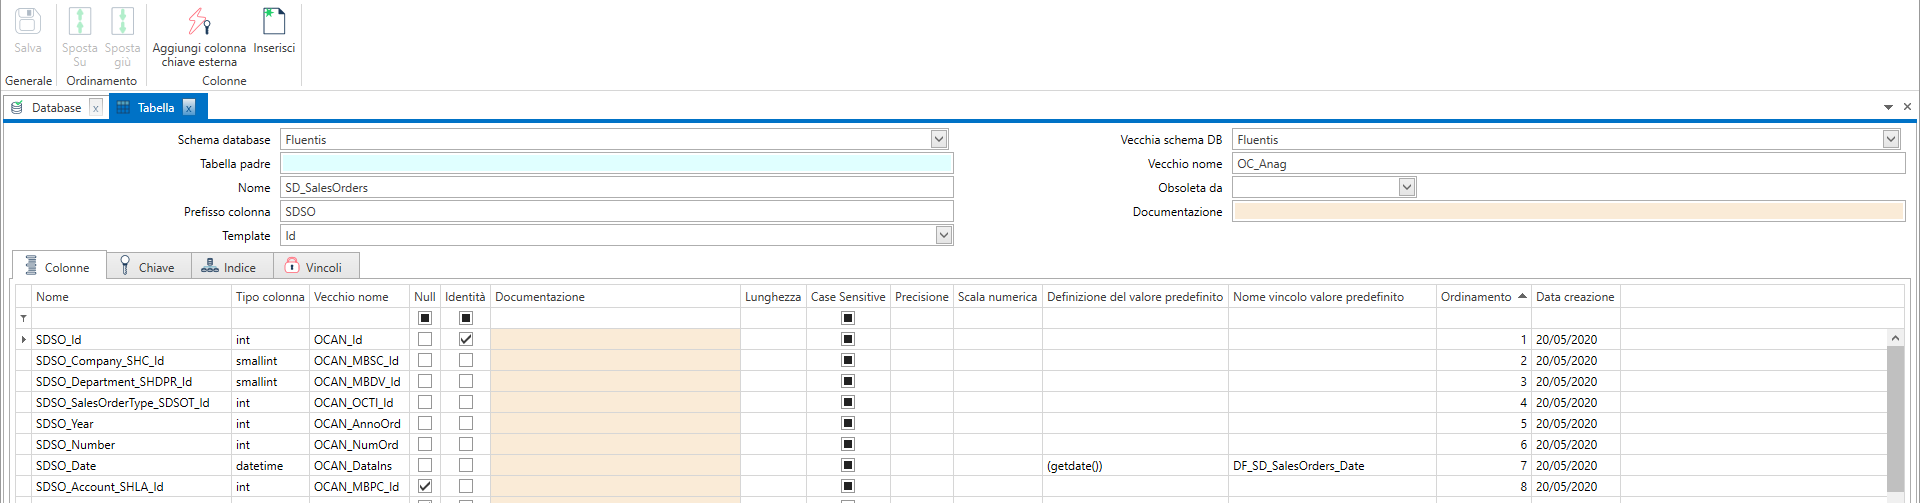 Salva
Sposta Su
Sposta giù
Aggiungi colonna chiave esterna
Inserisci
Generale
Ordinamento
Colonne
Database x
Tabella x
Schema database Fluentis
Vecchia schema DB Fluentis
Tabella padre
Vecchio nome OC_Anag
Nome SD_SalesOrders
Obsoleta da
Prefisso colonna SDSO
Documentazione
Template Id
Colonne Chiave Indice Vincoli
Nome Tipo colonna Vecchio nome Null Identità Documentazione Lunghezza Case Sensitive Precisione Scala numerica Definizione del valore predefinito Nome vincolo valore predefinito Ordinamento Data creazione
SDSO_Id int OCAN_Id 1 20/05/2020
SDSO_Company_SHC_Id smallint OCAN_MBSC_Id 2 20/05/2020
SDSO_Department_SHDPR_Id smallint OCAN_MBDV_Id 3 20/05/2020
SDSO_SalesOrderType_SDSOT_Id int OCAN_OCTI_Id 4 20/05/2020
SDSO_Year int OCAN_AnnoOrd 5 20/05/2020
SDSO_Number int OCAN_NumOrd 6 20/05/2020
SDSO_Date datetime OCAN_DataIns (getdate()) DF_SD_SalesOrders_Date 7 20/05/2020
SDSO_Account_SHLA_Id int OCAN_MBPC_Id 8 20/05/2020